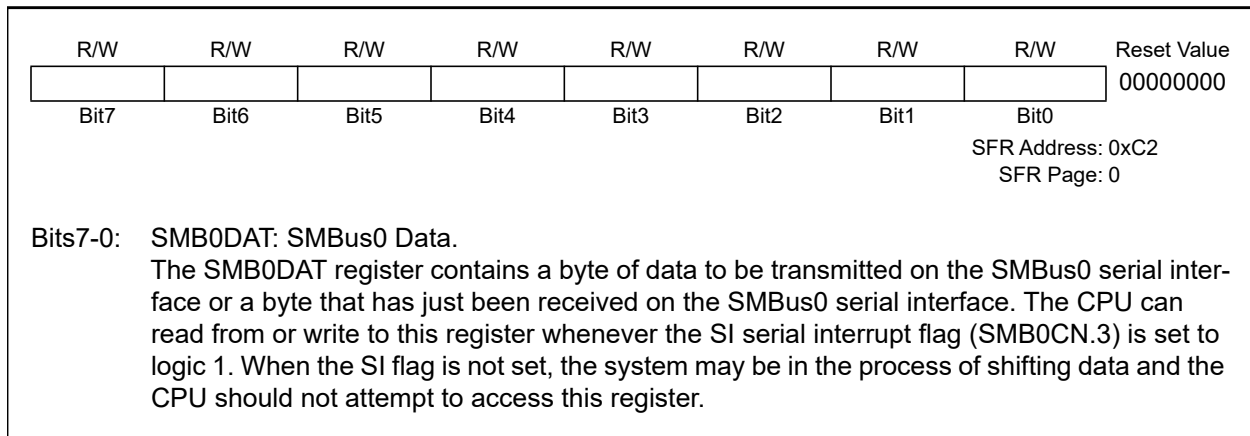 R/W R/W R/W R/W R/W R/W R/W R/W Reset Value
00000000
Bit7 Bit6 Bit5 Bit4 Bit3 Bit2 Bit1 Bit0
SFR Address: 0xC2
SFR Page: 0
Bits7-0: SMB0DAT: SMBus0 Data.
The SMB0DAT register contains a byte of data to be transmitted on the SMBus0 serial inter-
face or a byte that has just been received on the SMBus0 serial interface. The CPU can
read from or write to this register whenever the SI serial interrupt flag (SMB0CN.3) is set to
logic 1. When the SI flag is not set, the system may be in the process of shifting data and the
CPU should not attempt to access this register.